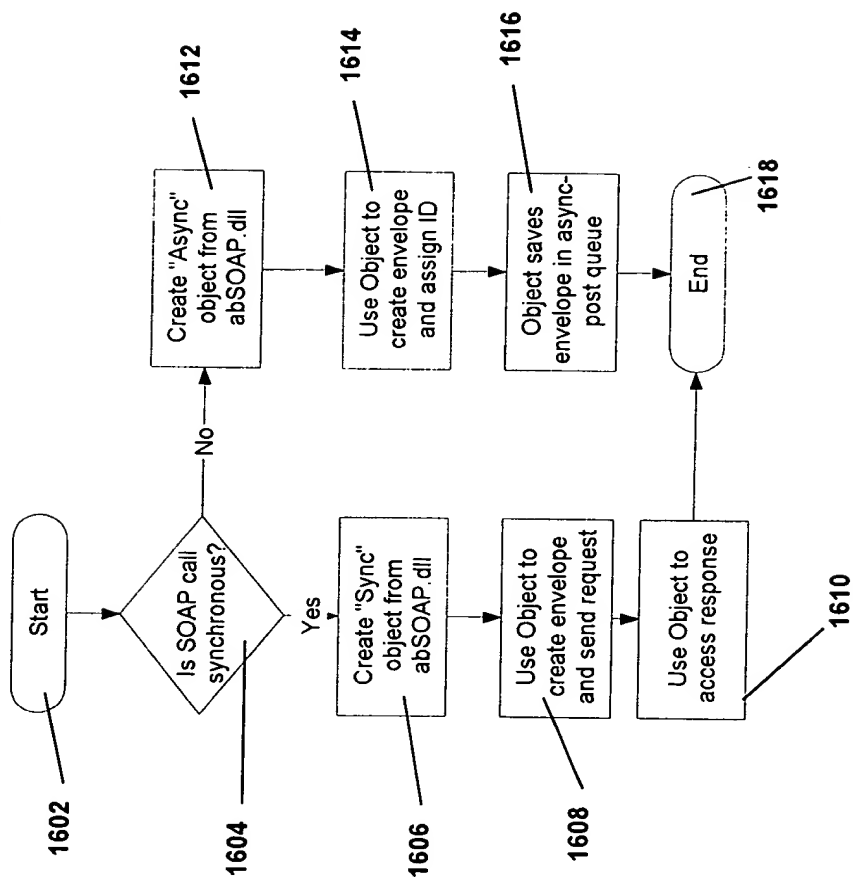 Start
1602
Is SOAP call
synchronous?
1604
No
Yes
Create "Sync"
object from
abSOAP.dll
1606
Use Object to
create envelope
and send request
1608
Use Object to
access response
1610
Create "Async"
object from
abSOAP.dll
1612
Use Object to
create envelope
and assign ID
1614
Object saves
envelope in async-
post queue
1616
End
1618